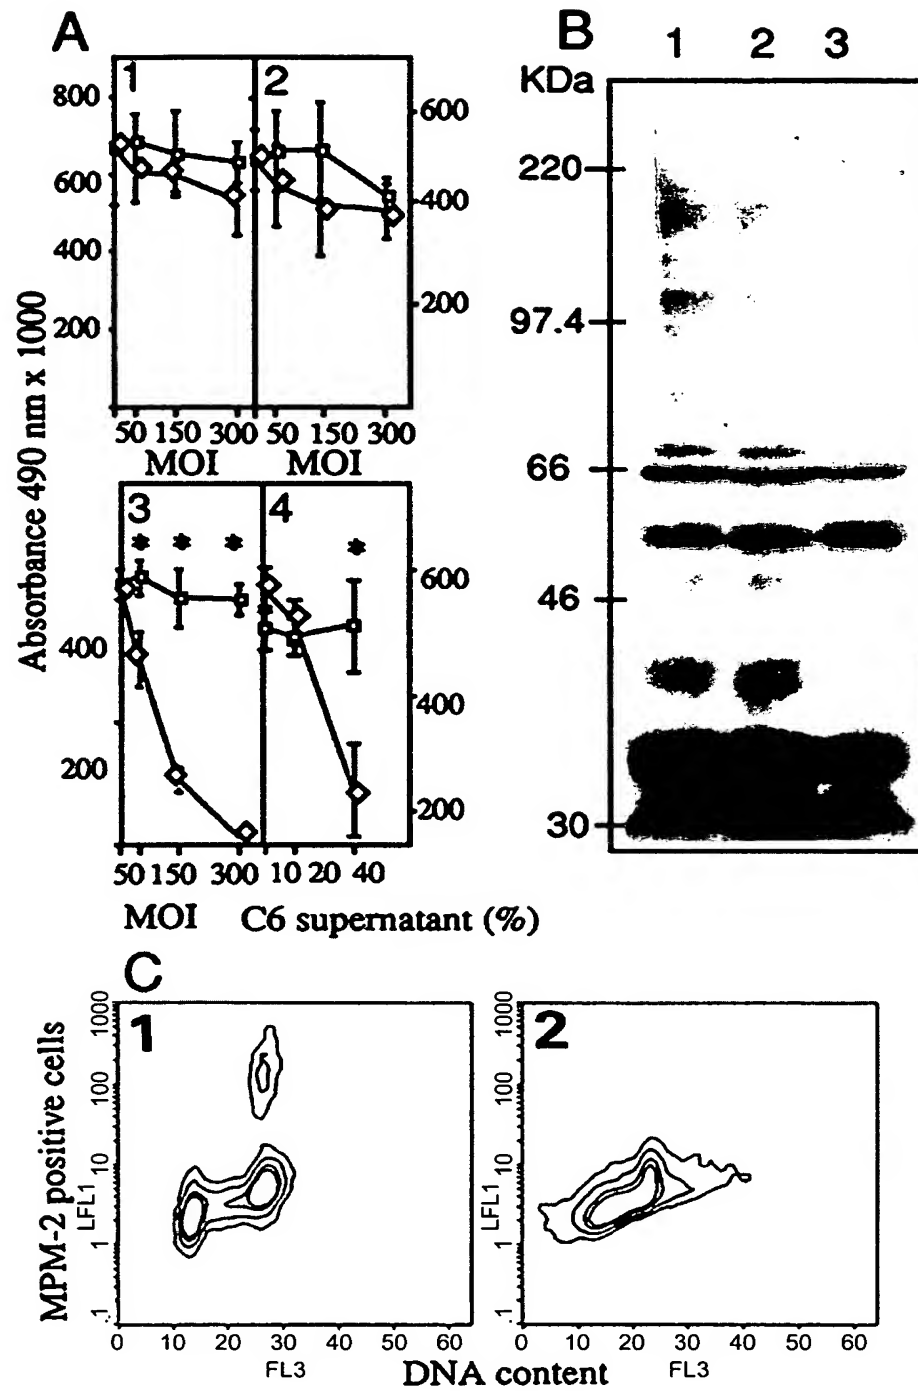 A
B
1 2 3
KDa
1
2
800
600
400
200
600
400
200
50 150 300
50 150 300
MOI
MOI
220
97.4
66
46
30
Absorbance 490 nm x 1000
3
4
* * *
*
400
200
600
400
200
50 150 300
10 20 40
MOI
C6 supernatant (%)
C
1
2
MPM-2 positive cells
LFL1
.1 1 10 100 1000
LFL1
.1 1 10 100 1000
0 10 20 30 40 50 60
0 10 20 30 40 50 60
FL3
DNA content
FL3